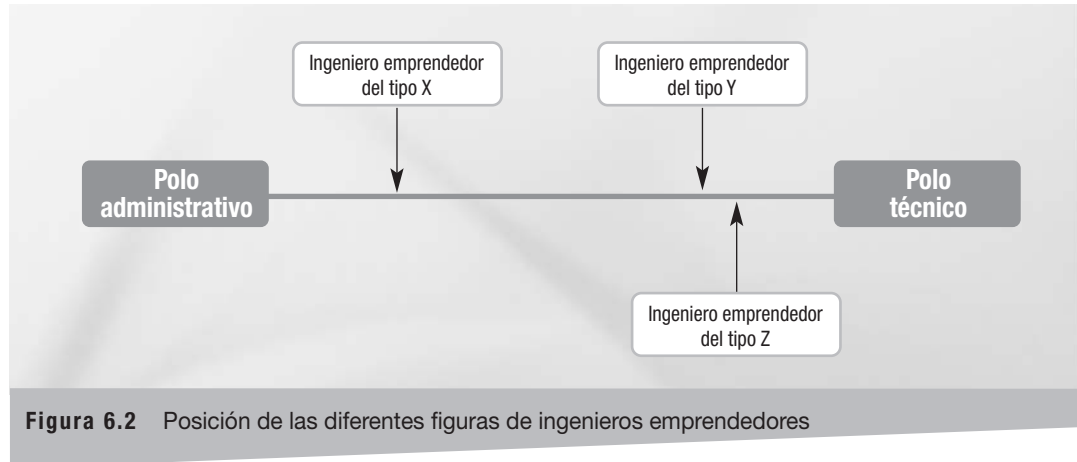 Ingeniero emprendedor
del tipo X
Ingeniero emprendedor
del tipo Y
Polo
administrativo
Polo
técnico
Ingeniero emprendedor
del tipo Z
Figura 6.2 Posición de las diferentes figuras de ingenieros emprendedores